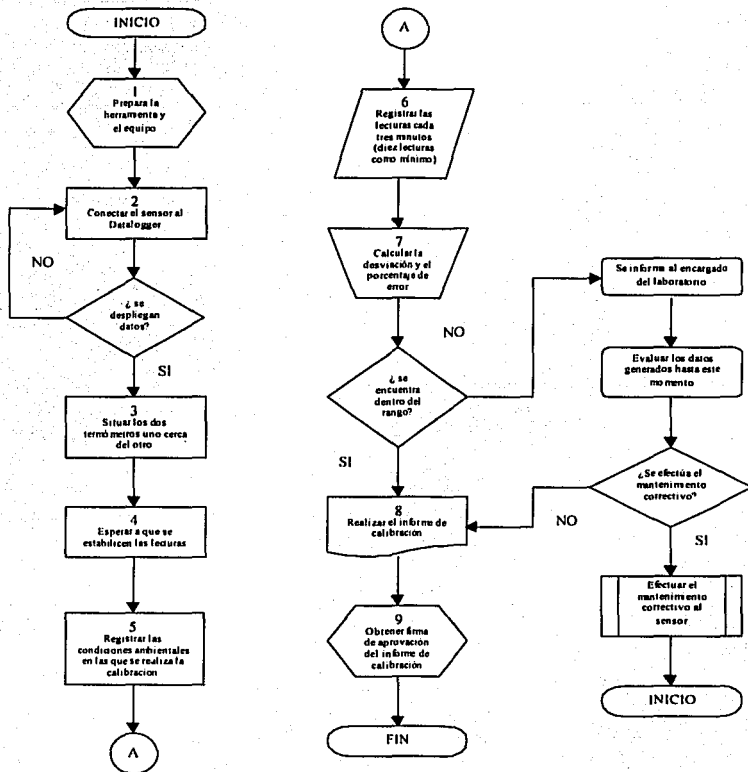 INICIO
1
Prepara la
herramienta y
el equipo
2
Conectar el sensor al
Datalogger
NO
¿ se
despliegan
datos?
SI
3
Situar los dos
termómetros uno cerca
del otro
4
Esperar a que se
estabilicen las lecturas
5
Registrar las
condiciones ambientales
en las que se realiza la
calibracion
A
A
6
Registrar las
lecturas cada
tres minutos
(diez lecturas
como mínimo)
7
Calcular la
desviación y el
porcentaje de
error
NO
¿ se
encuentra
dentro del
rango?
SI
8
Realizar el informe de
calibración
9
Obtener firma
de aprovación
del informe de
calibración
FIN
Se informa al encargado
del laboratorio
Evaluar los datos
generados hasta este
momento
¿Se efectúa el
mantenimiento
correctivo?
NO
SI
Efectuar el
mantenimiento
correctivo al
sensor
INICIO